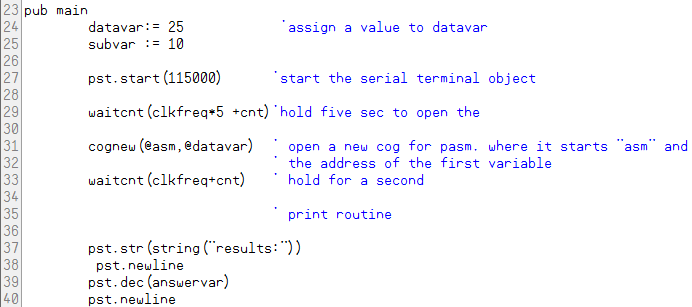 23 pub main
24 datavar:= 25 'assign a value to datavar
25 subvar := 10
26
27 pst.start(115000) 'start the serial terminal object
28
29 waitcnt(clkfreq*5 +cnt) 'hold five sec to open the
30
31 cognew(@asm,@datavar) ' open a new cog for pasm. where it starts "asm" and
32 ' the address of the first variable
33 waitcnt(clkfreq+cnt) ' hold for a second
34
35 ' print routine
36
37 pst.str(string("results:"))
38 pst.newline
39 pst.dec(answervar)
40 pst.newline